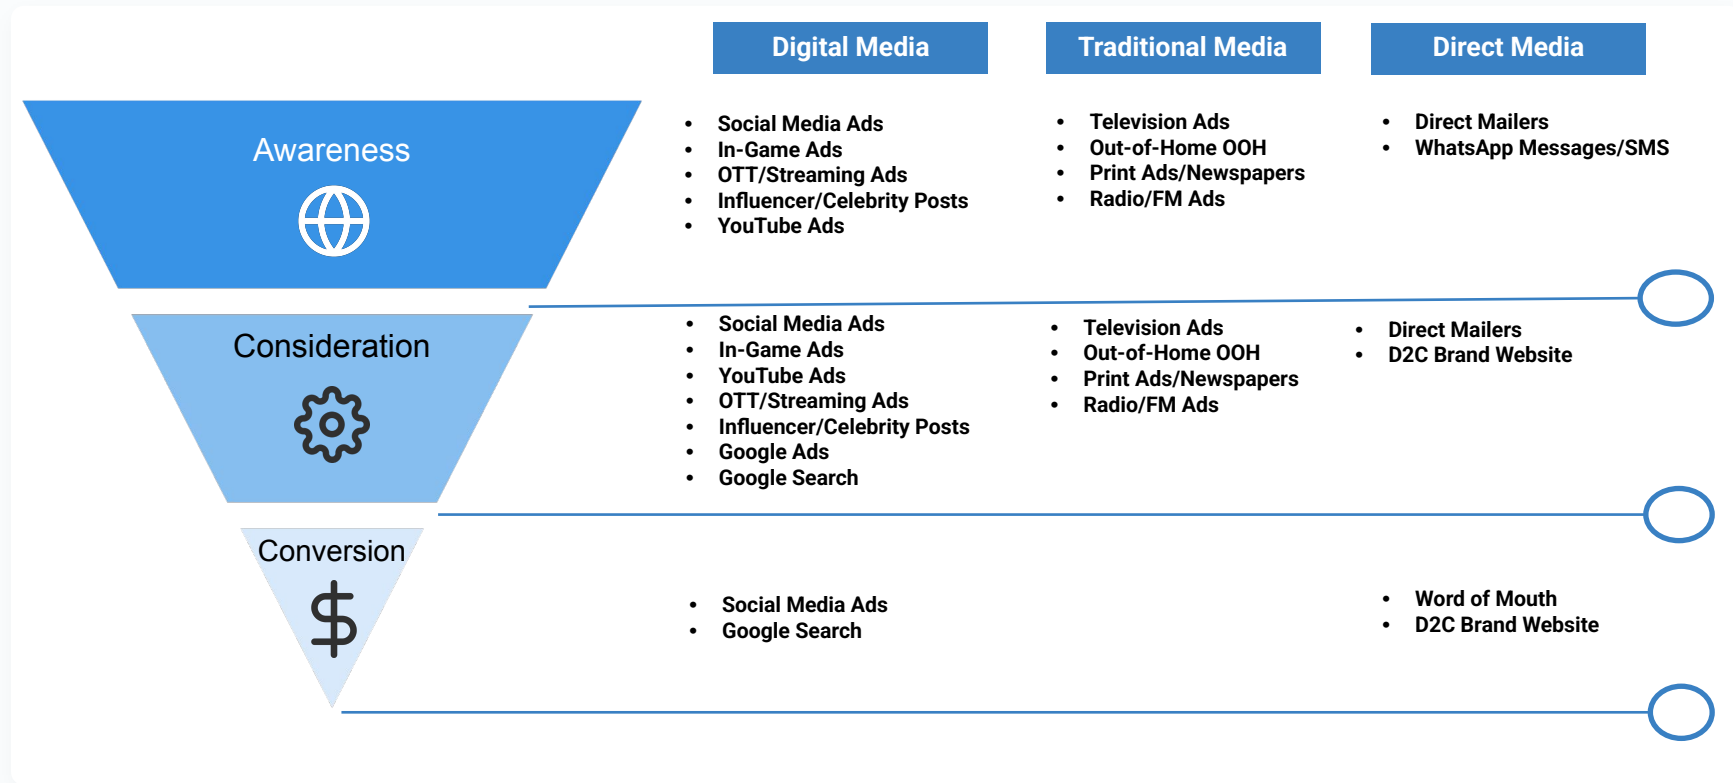 Digital Media
Traditional Media
Direct Media
Awareness
• Social Media Ads
• In-Game Ads
• OTT/Streaming Ads
• Influencer/Celebrity Posts
• YouTube Ads
• Television Ads
• Out-of-Home OOH
• Print Ads/Newspapers
• Radio/FM Ads
• Direct Mailers
• WhatsApp Messages/SMS
Consideration
• Social Media Ads
• In-Game Ads
• YouTube Ads
• OTT/Streaming Ads
• Influencer/Celebrity Posts
• Google Ads
• Google Search
• Television Ads
• Out-of-Home OOH
• Print Ads/Newspapers
• Radio/FM Ads
• Direct Mailers
• D2C Brand Website
Conversion
• Social Media Ads
• Google Search
• Word of Mouth
• D2C Brand Website